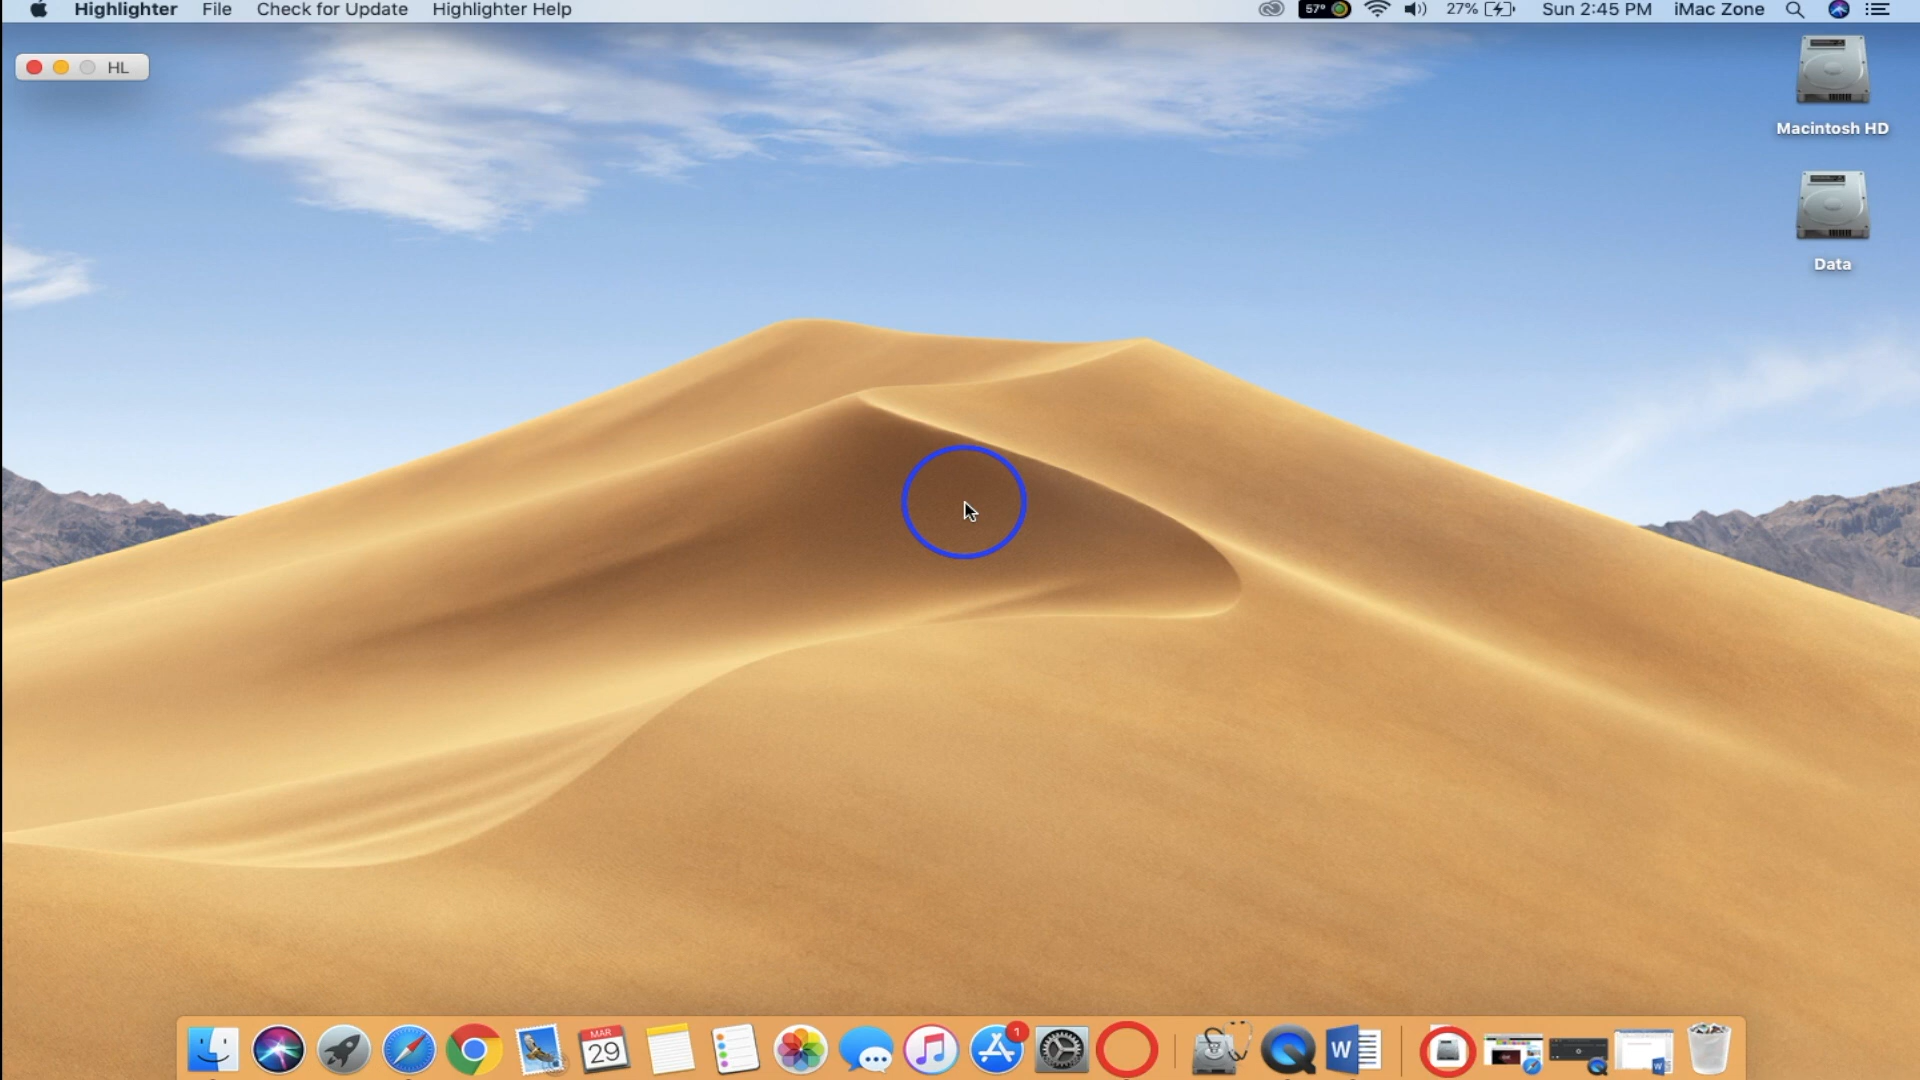 Highlighter File Check for Update Highlighter Help 57° 27% Sun 2:45 PM iMac Zone
HL
Macintosh HD
Data
MAR
29
1
W